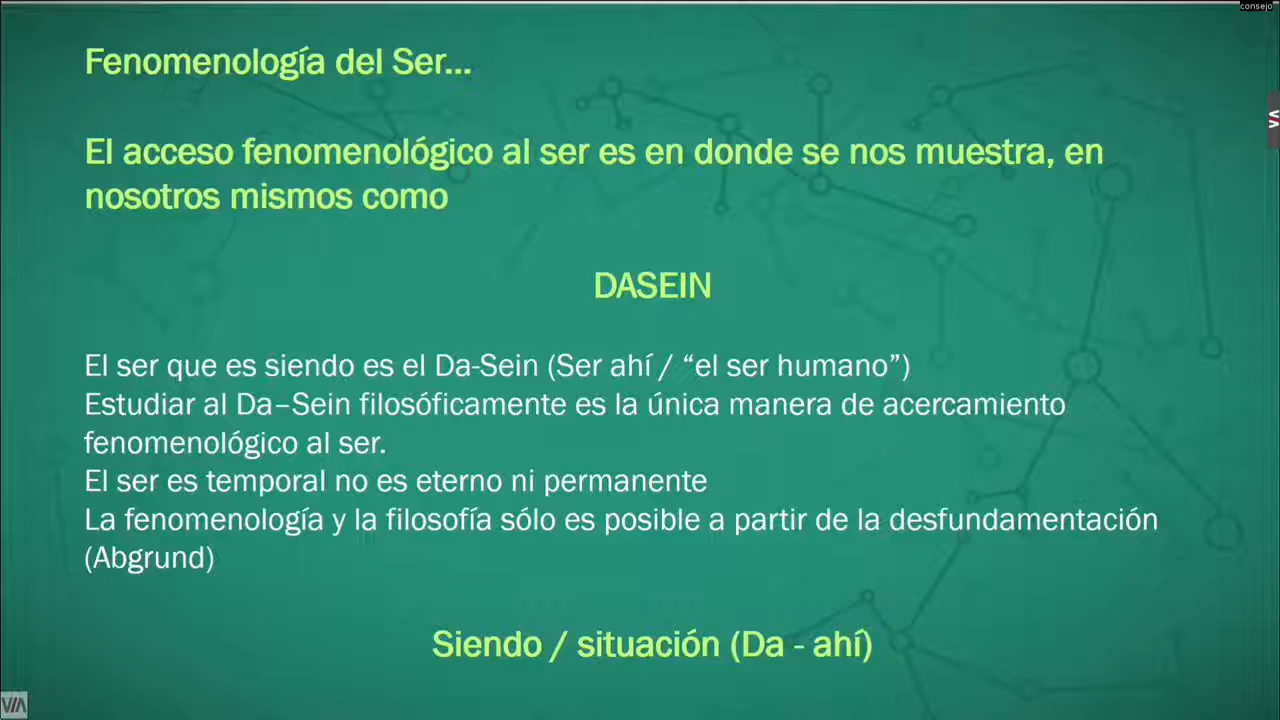 consejo
Fenomenología del Ser...
El acceso fenomenológico al ser es en donde se nos muestra, en
nosotros mismos como
DASEIN
El ser que es siendo es el Da-Sein (Ser ahí / “el ser humano”)
Estudiar al Da–Sein filosóficamente es la única manera de acercamiento
fenomenológico al ser.
El ser es temporal no es eterno ni permanente
La fenomenología y la filosofía sólo es posible a partir de la desfundamentación
(Abgrund)
Siendo / situación (Da - ahí)